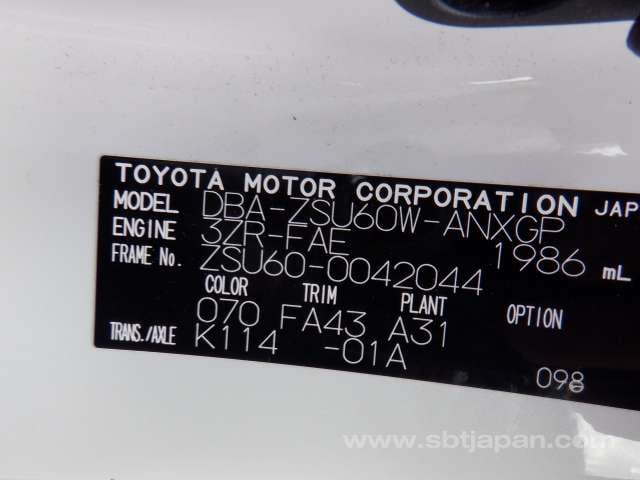 TOYOTA MOTOR CORPORATION JAP
MODEL DBA-ZSU60W-ANXGP
ENGINE 3ZR-FAE 1986 mL
FRAME No. ZSU60-0042044
COLOR TRIM PLANT OPTION
070 FA43 A31
TRANS./AXLE K114 -01A
098
www.sbtjapan.com